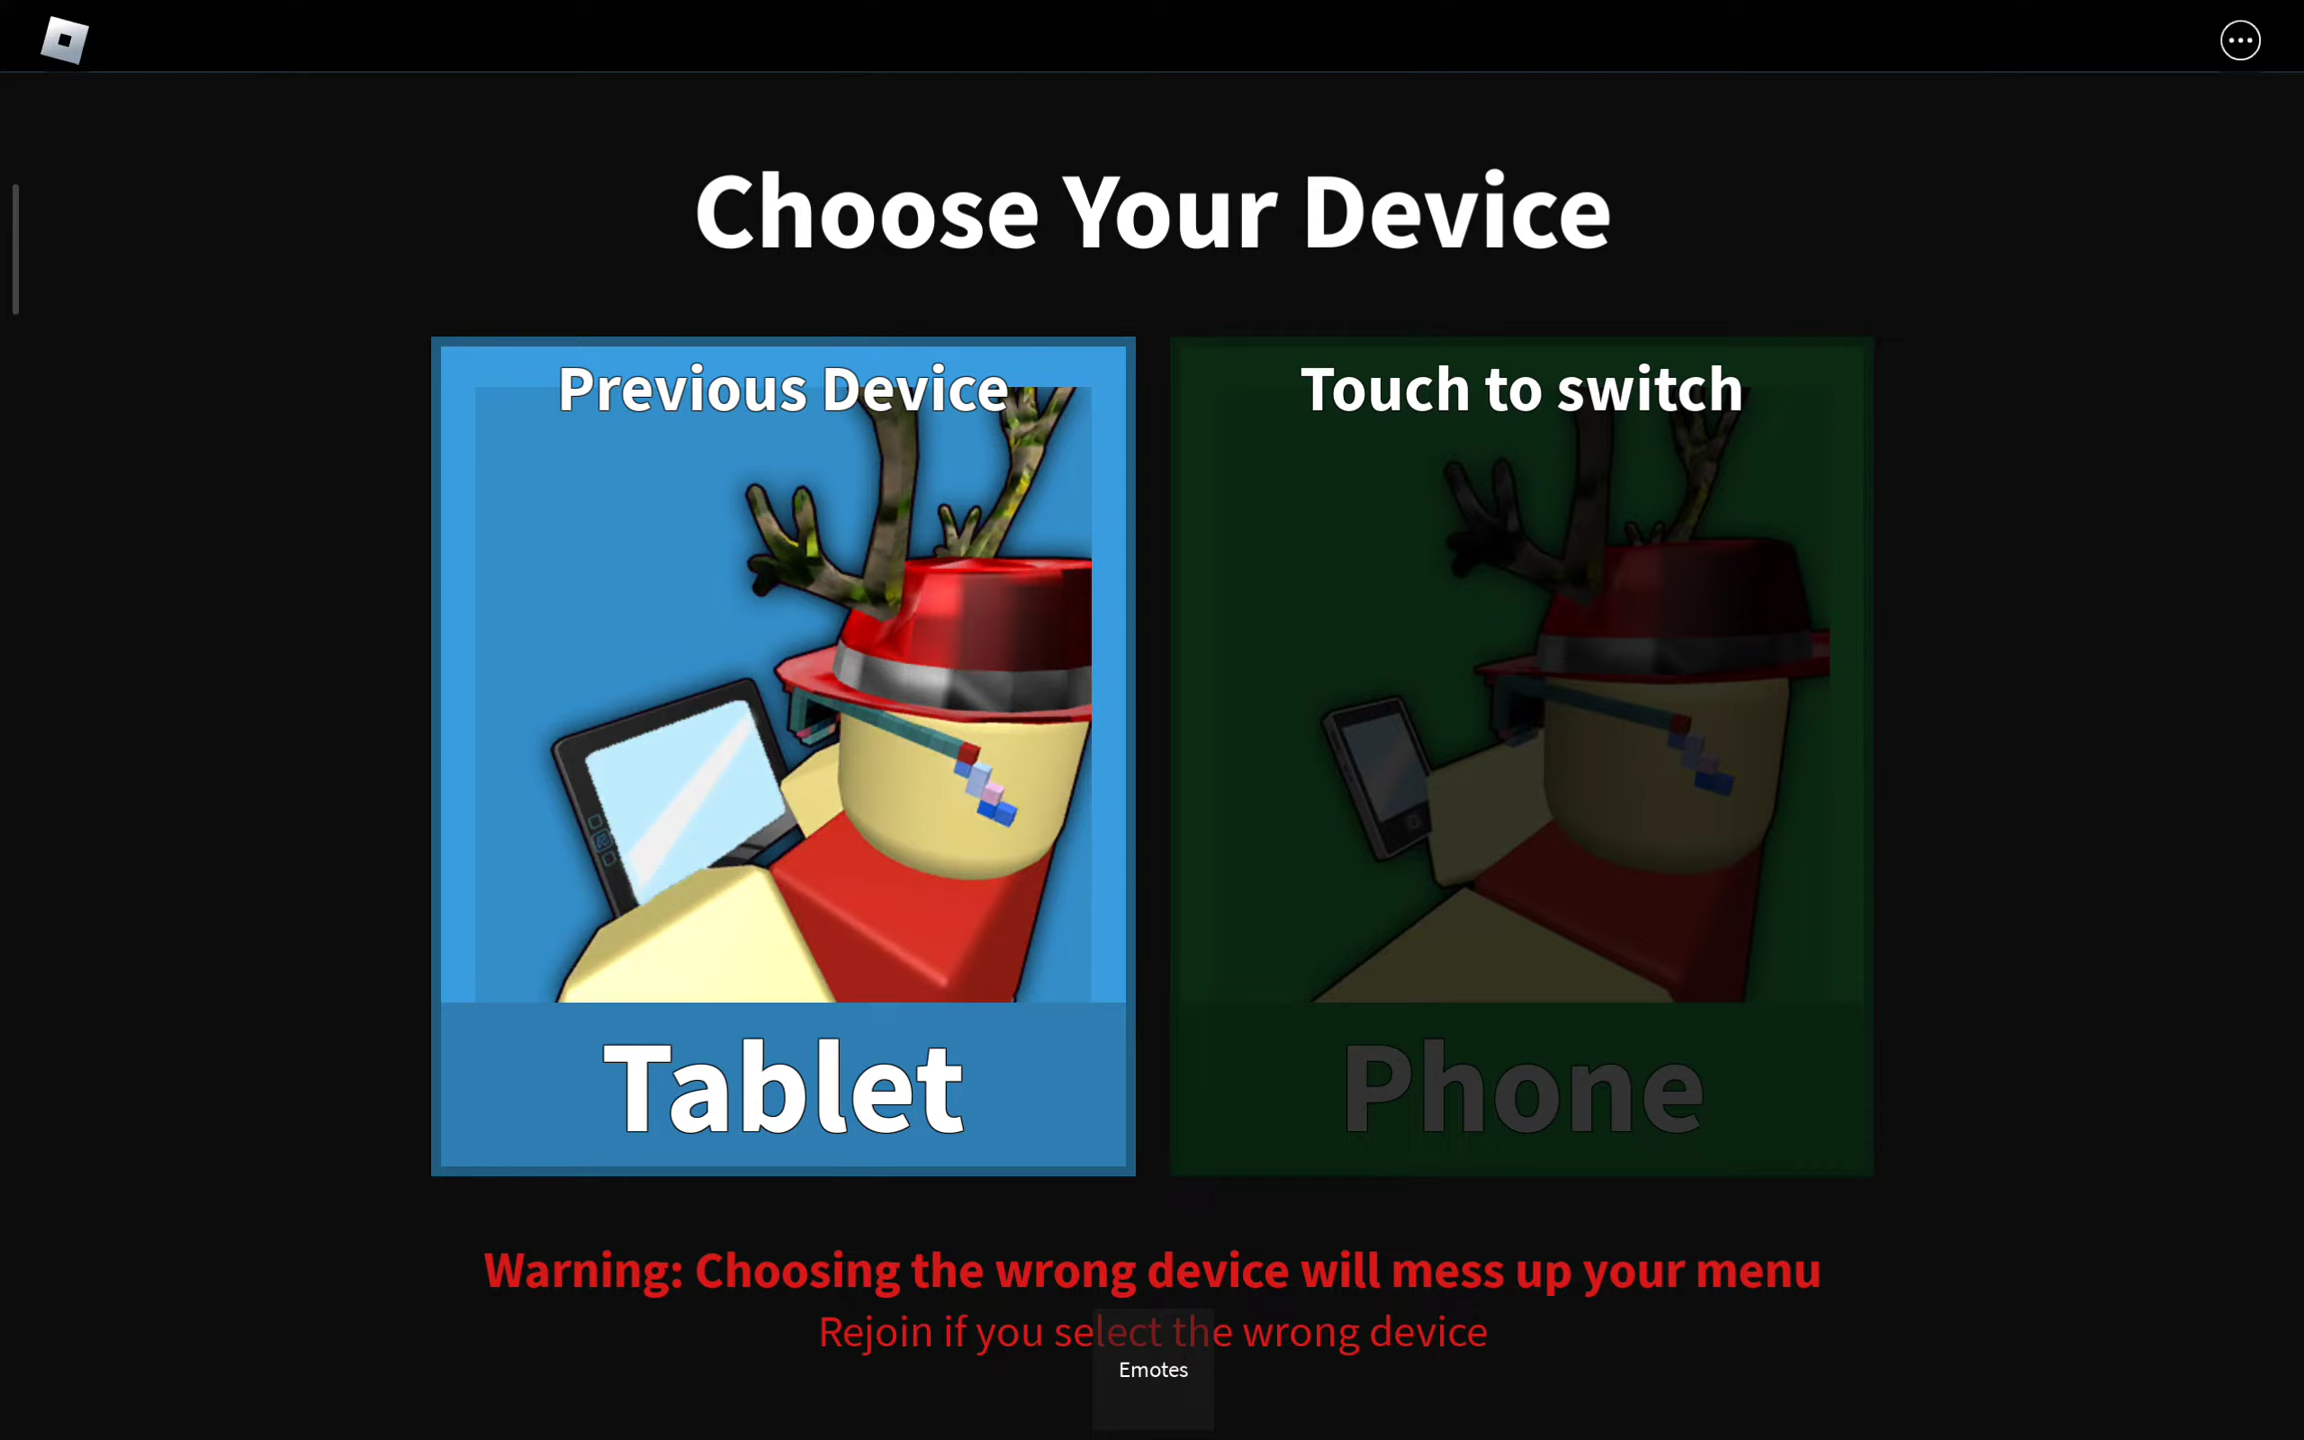 Choose Your Device
Previous Device
Tablet
Touch to switch
Phone
Warning: Choosing the wrong device will mess up your menu
Rejoin if you select the wrong device
Emotes